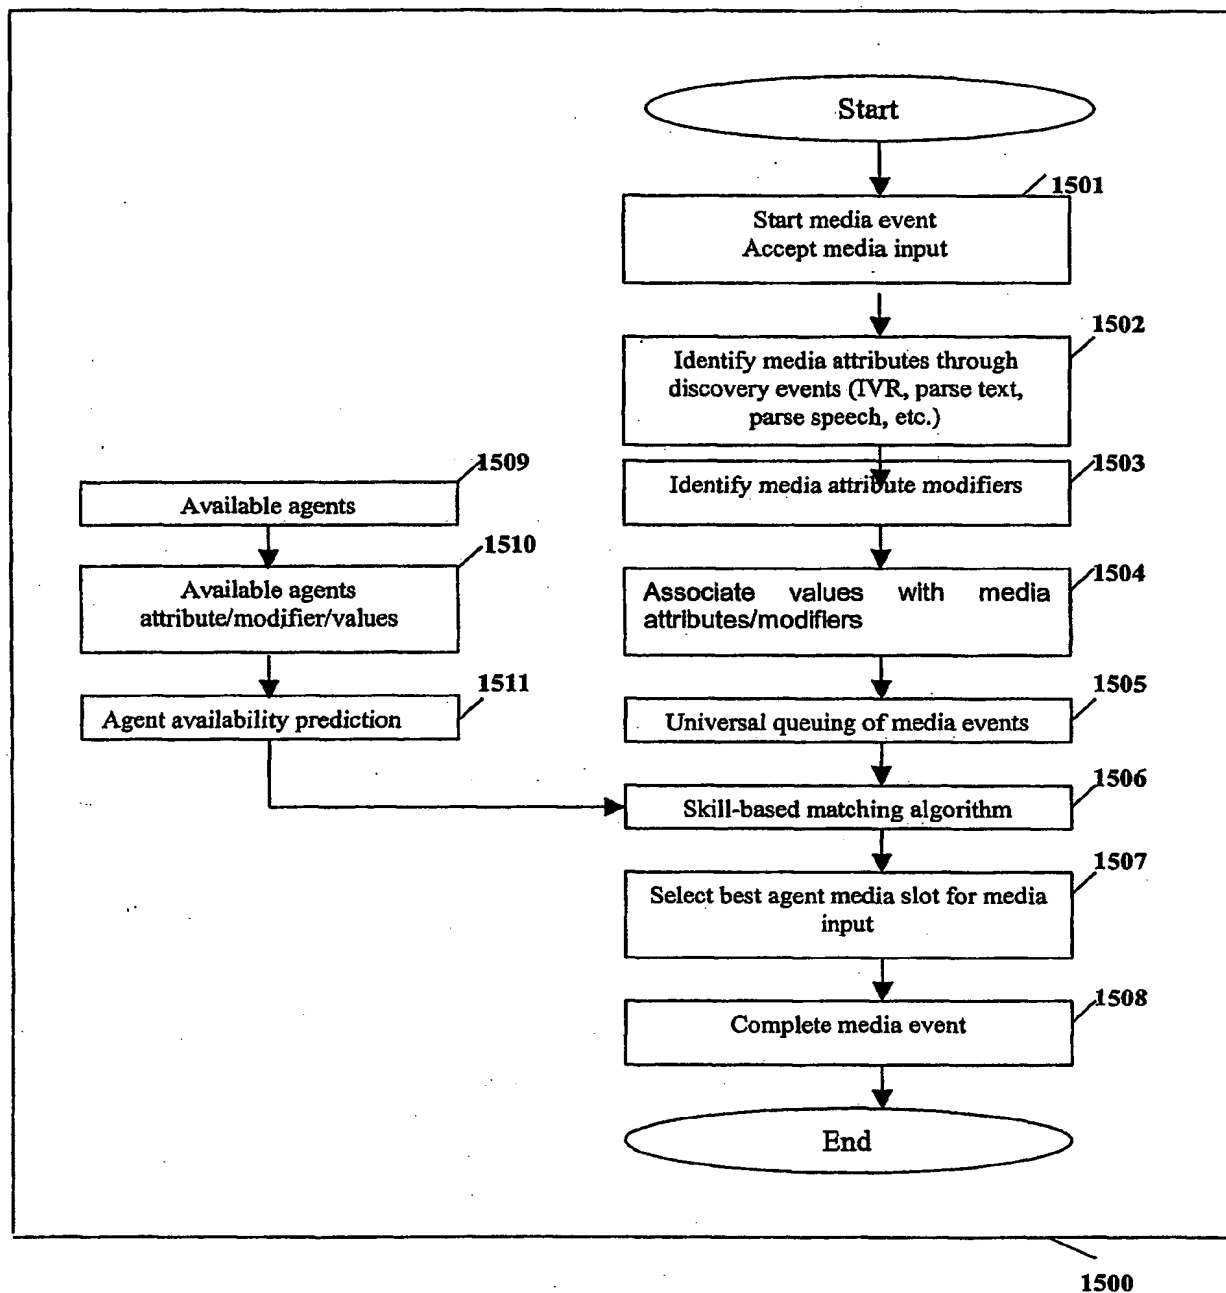 Start
1501
Start media event
Accept media input
1502
Identify media attributes through
discovery events (IVR, parse text,
parse speech, etc.)
1503
Identify media attribute modifiers
1504
Associate values with media
attributes/modifiers
1505
Universal queuing of media events
1506
Skill-based matching algorithm
1507
Select best agent media slot for media
input
1508
Complete media event
End
1509
Available agents
1510
Available agents
attribute/modifier/values
1511
Agent availability prediction
1500